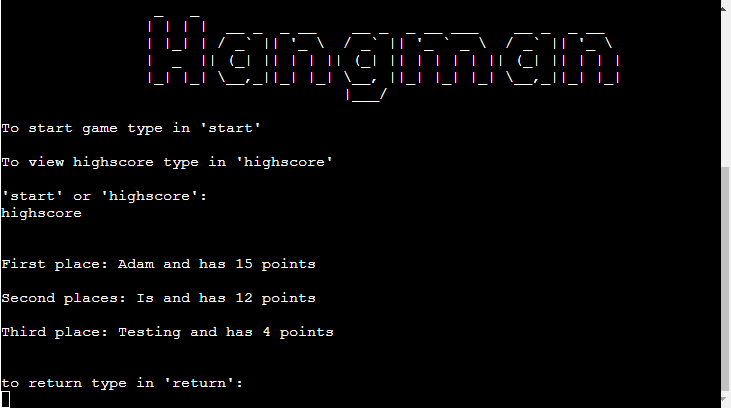 Hangman
To start game type in 'start'
To view highscore type in 'highscore'
'start' or 'highscore':
highscore
First place: Adam and has 15 points
Second places: Is and has 12 points
Third place: Testing and has 4 points
to return type in 'return':